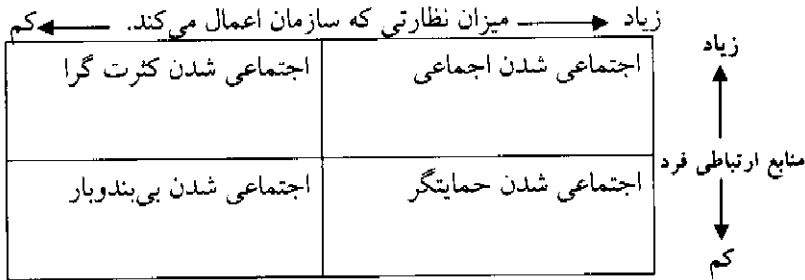 زیاد میزان نظارتی که سازمان اعمال می‌کند. کم
زیاد
اجتماعی شدن اجماعی اجتماعی شدن کثرت گرا
منابع ارتباطی فرد
اجتماعی شدن حمایتگر اجتماعی شدن بی‌بندوبار
کم